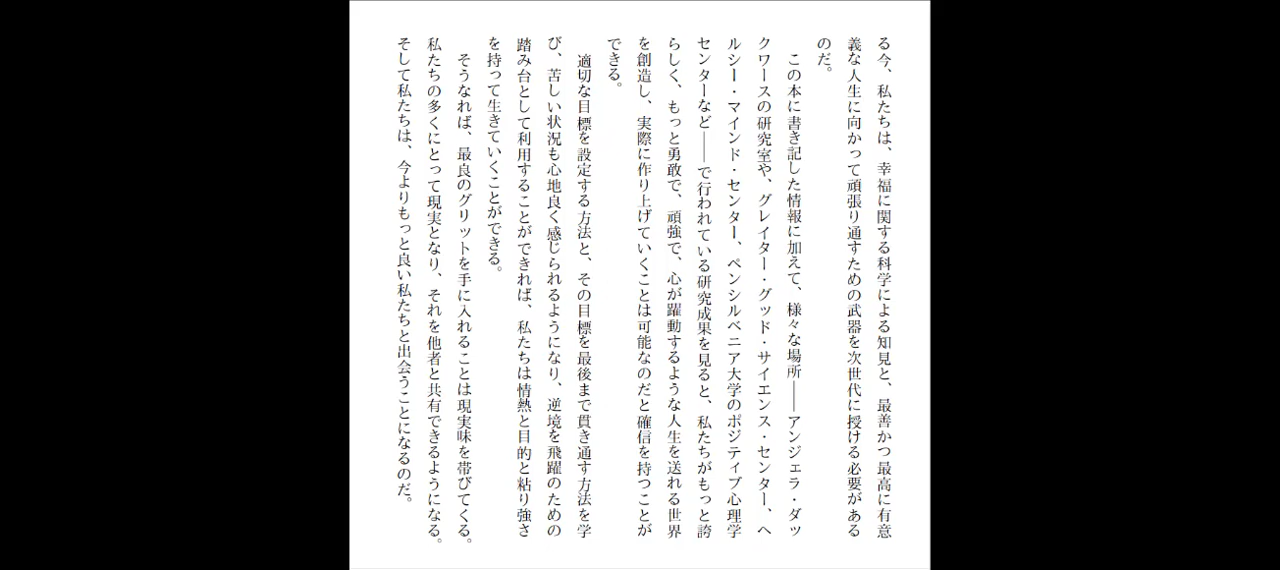 る今、私たちは、幸福に関する科学による知見と、最善かつ最高に有意
義な人生に向かって頑張り通すための武器を次世代に授ける必要がある
のだ。
この本に書き記した情報に加えて、様々な場所――アンジェラ・ダッ
クワースの研究室や、グレイター・グッド・サイエンス・センター、ヘ
ルシー・マインド・センター、ペンシルベニア大学のポジティブ心理学
センターなど――で行われている研究成果を見ると、私たちがもっと誇
らしく、もっと勇敢で、頑強で、心が躍動するような人生を送れる世界
を創造し、実際に作り上げていくことは可能なのだと確信を持つことが
できる。
適切な目標を設定する方法と、その目標を最後まで貫き通す方法を学
び、苦しい状況も心地良く感じられるようになり、逆境を飛躍のための
踏み台として利用することができれば、私たちは情熱と目的と粘り強さ
を持って生きていくことができる。
そうなれば、最良のグリットを手に入れることは現実味を帯びてくる。
私たちの多くにとって現実となり、それを他者と共有できるようになる。
そして私たちは、今よりもっと良い私たちと出会うことになるのだ。